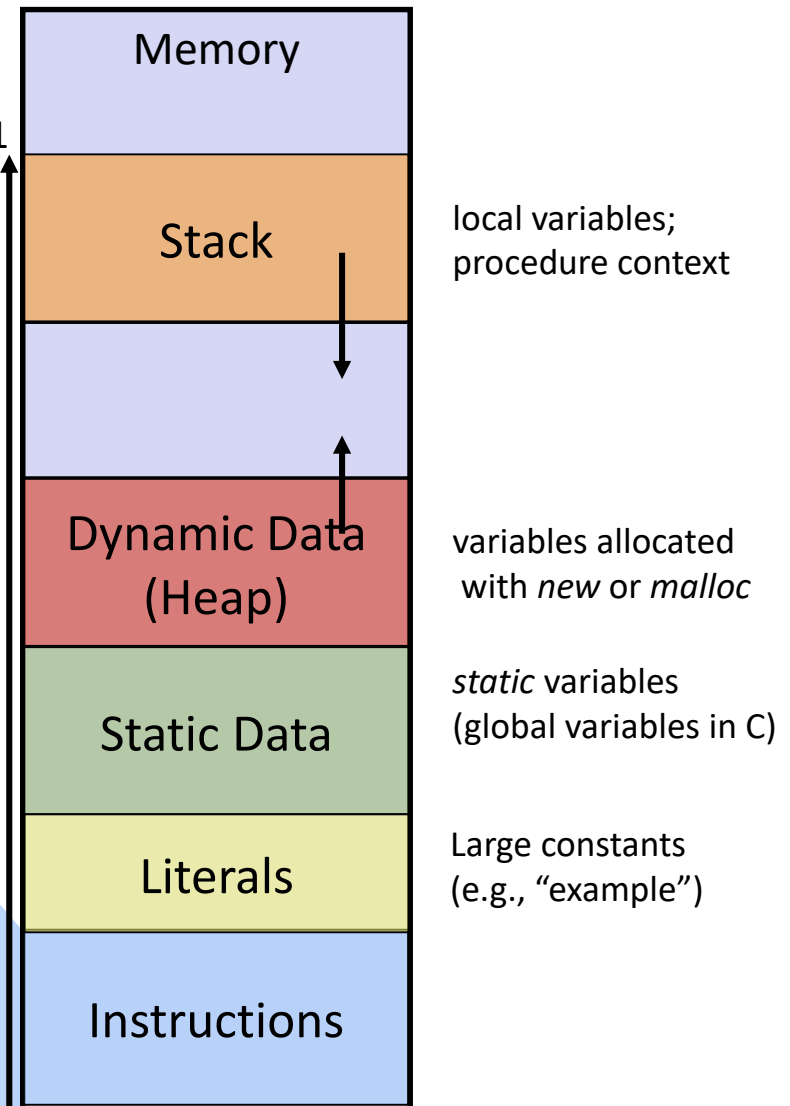 Memory
1
Stack
local variables;
procedure context
Dynamic Data
(Heap)
variables allocated
with new or malloc
Static Data
static variables
(global variables in C)
Literals
Large constants
(e.g., “example”)
Instructions